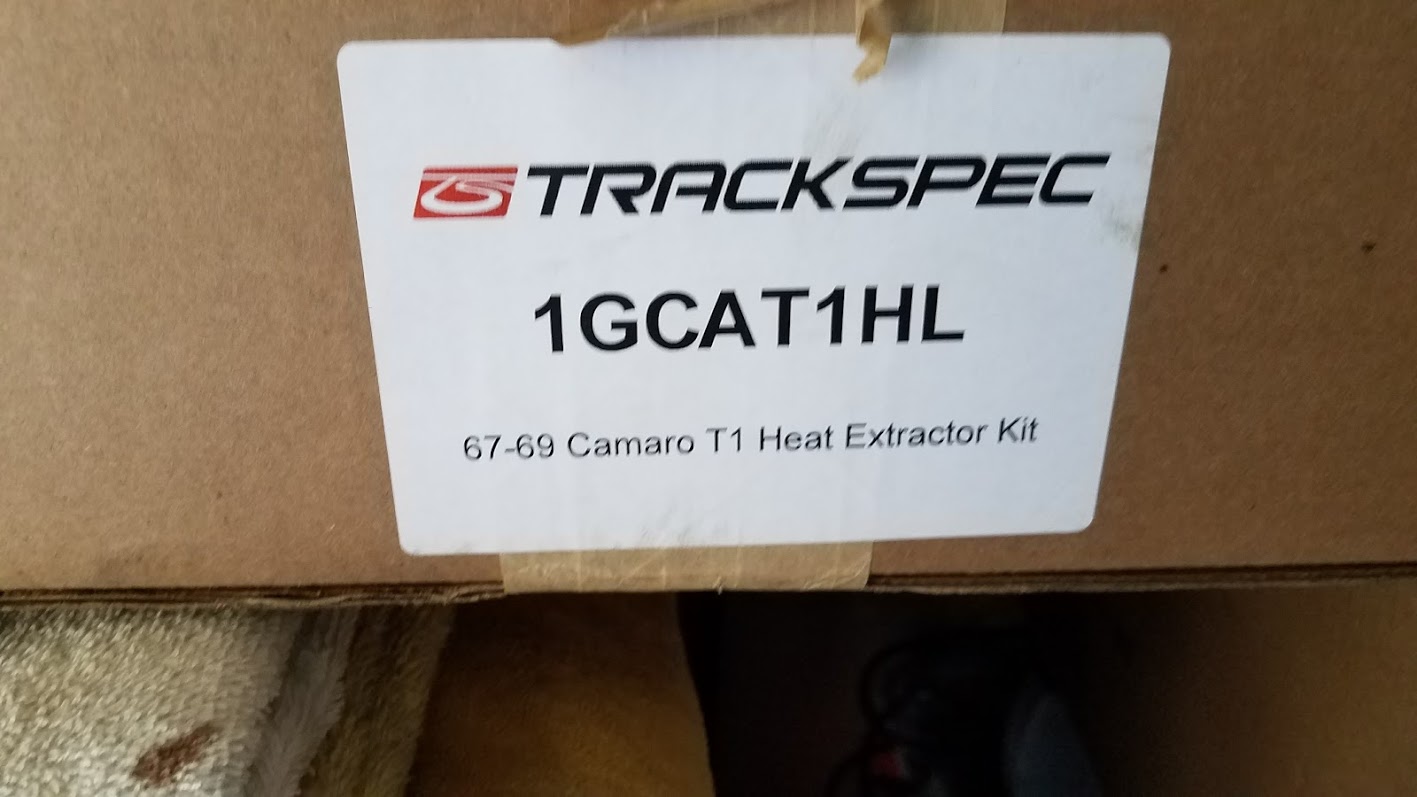 TRACKSPEC
1GCAT1HL
67-69 Camaro T1 Heat Extractor Kit